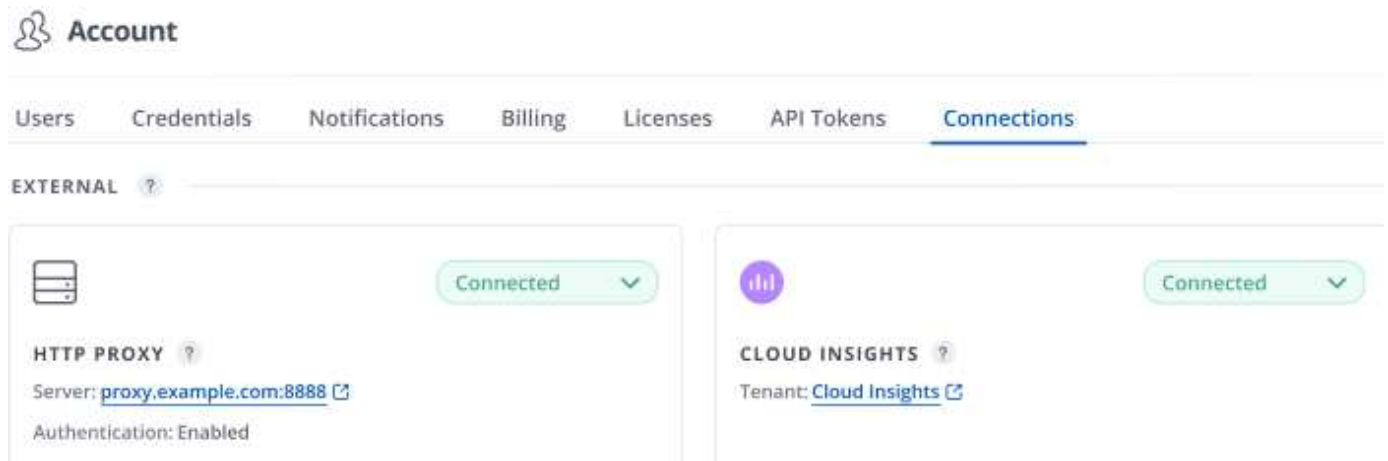 Account
Users Credentials Notifications Billing Licenses API Tokens Connections
EXTERNAL ?
Connected
Connected
HTTP PROXY ?
CLOUD INSIGHTS ?
Server: proxy.example.com:8888
Tenant: Cloud Insights
Authentication: Enabled